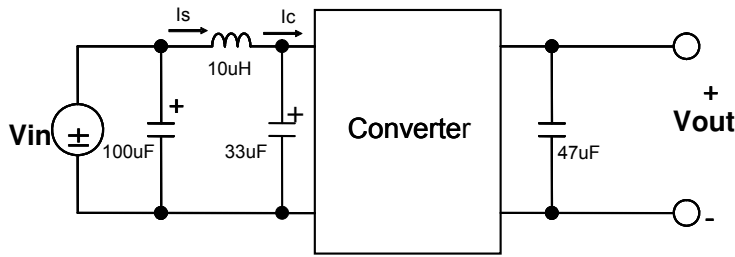 Is
Ic
10uH
+
+
Vin
±
100uF
33uF
Converter
47uF
+
Vout
-